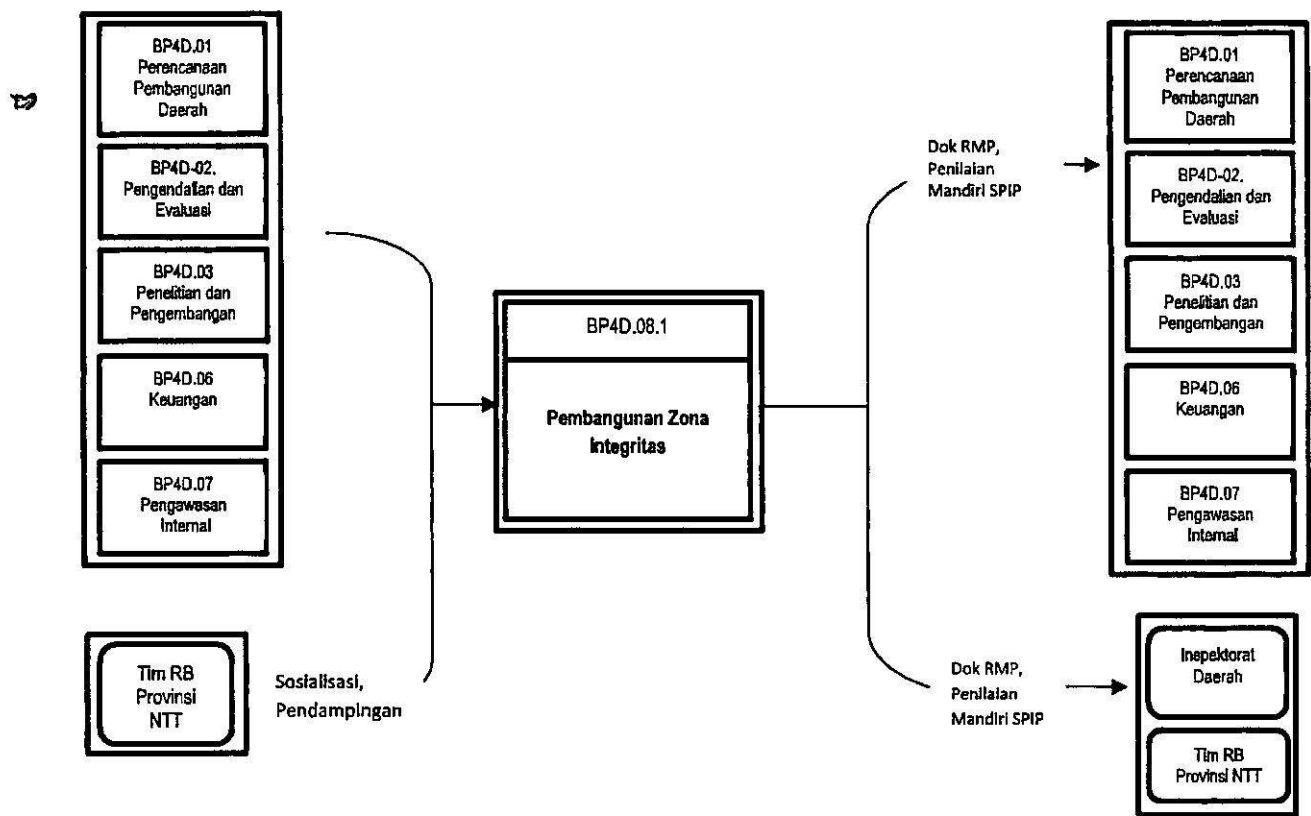 BP4D.01
Perencanaan
Pembangunan
Daerah
BP4D-02.
Pengendalian dan
Evaluasi
BP4D.03
Penelitian dan
Pengembangan
BP4D.06
Keuangan
BP4D.07
Pengawasan
Internal
Tim RB
Provinsi
NTT
Sosialisasi,
Pendampingan
BP4D.08.1
Pembangunan Zona
Integritas
Dok RMP,
Penilaian
Mandiri SPIP
Dok RMP,
Penilaian
Mandiri SPIP
BP4D.01
Perencanaan
Pembangunan
Daerah
BP4D-02.
Pengendalian dan
Evaluasi
BP4D.03
Penelitian dan
Pengembangan
BP4D.06
Keuangan
BP4D.07
Pengawasan
Internal
Inspektorat
Daerah
Tim RB
Provinsi NTT